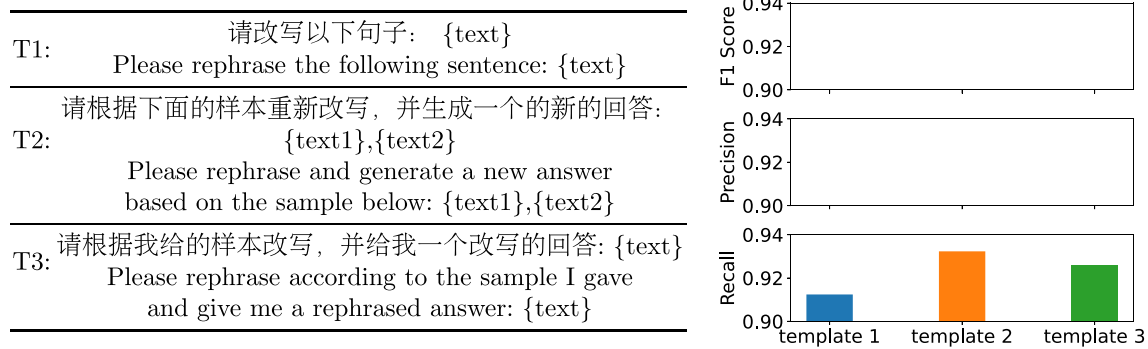 T1:
请改写以下句子： {text}
Please rephrase the following sentence: {text}
T2:
请根据下面的样本重新改写，并生成一个的新的回答：
{text1},{text2}
Please rephrase and generate a new answer
based on the sample below: {text1},{text2}
T3:
请根据我给的样本改写，并给我一个改写的回答: {text}
Please rephrase according to the sample I gave
and give me a rephrased answer: {text}
F1 Score
0.94
0.92
0.90
Precision
0.94
0.92
0.90
Recall
0.94
0.92
0.90
template 1 template 2 template 3